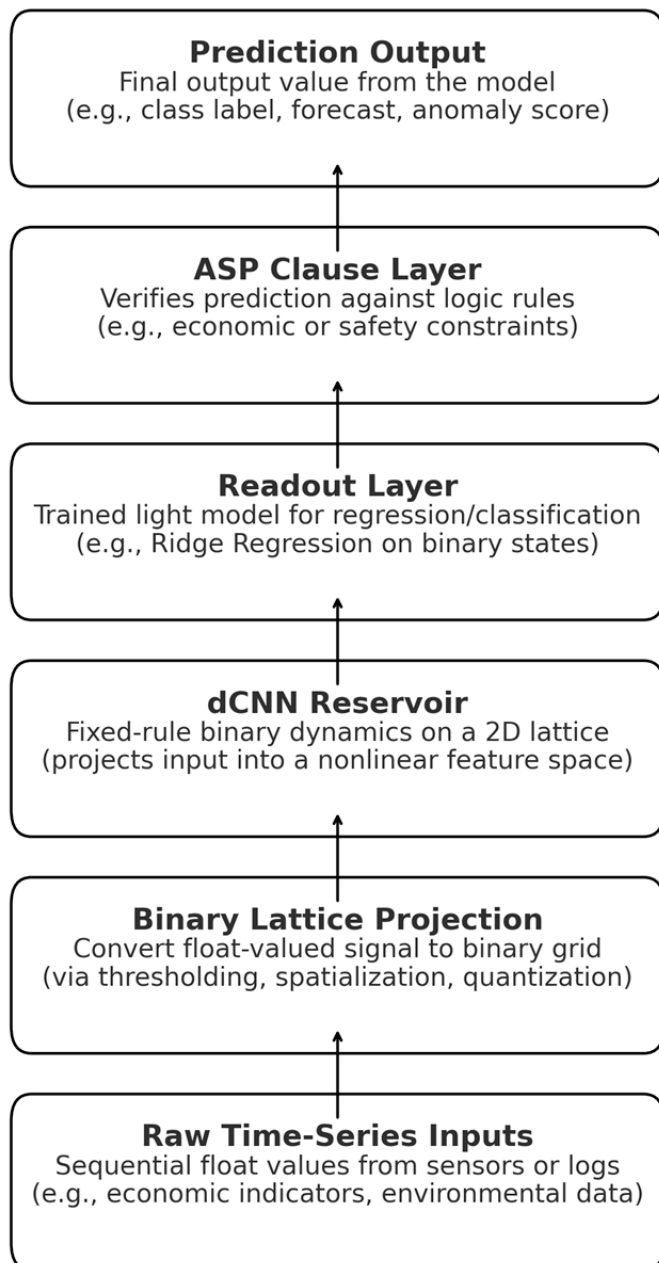 Prediction Output
Final output value from the model
(e.g., class label, forecast, anomaly score)
ASP Clause Layer
Verifies prediction against logic rules
(e.g., economic or safety constraints)
Readout Layer
Trained light model for regression/classification
(e.g., Ridge Regression on binary states)
dCNN Reservoir
Fixed-rule binary dynamics on a 2D lattice
(projects input into a nonlinear feature space)
Binary Lattice Projection
Convert float-valued signal to binary grid
(via thresholding, spatialization, quantization)
Raw Time-Series Inputs
Sequential float values from sensors or logs
(e.g., economic indicators, environmental data)